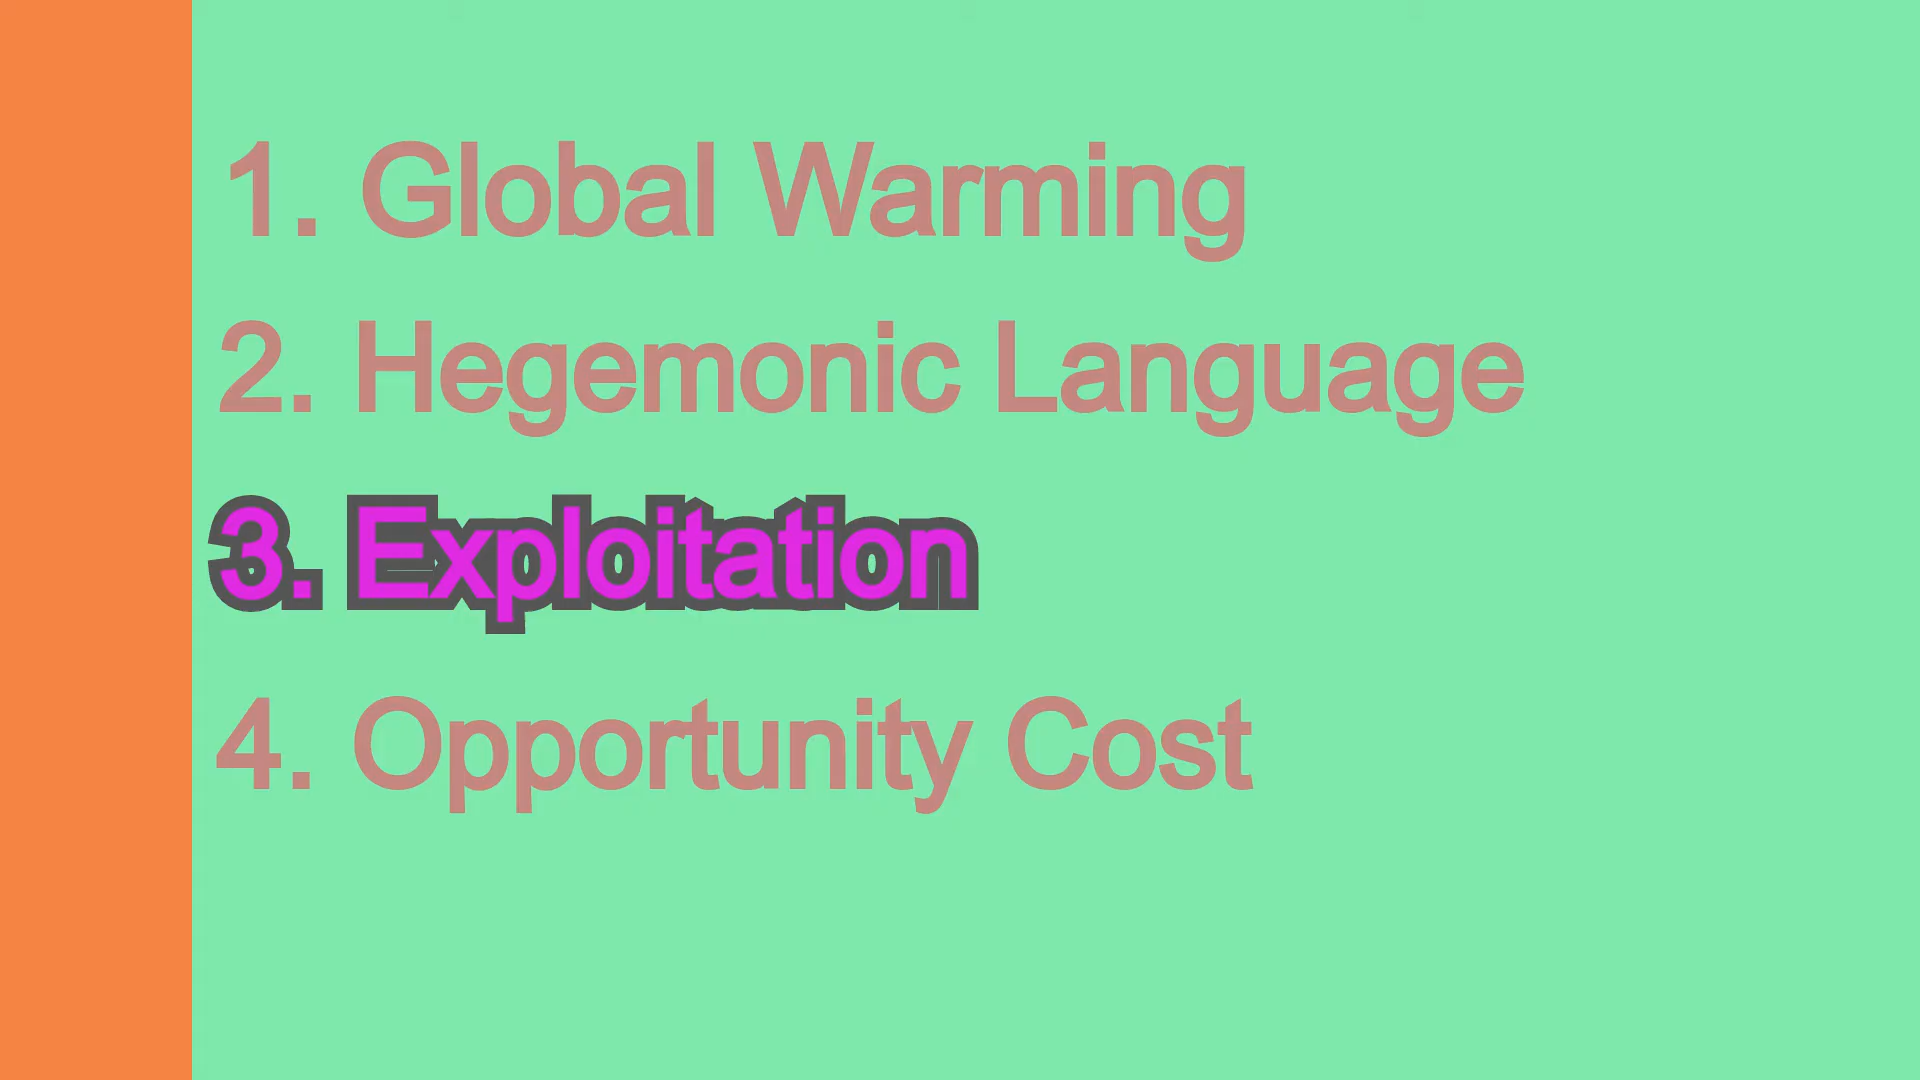 1. Global Warming
2. Hegemonic Language
3. Exploitation
4. Opportunity Cost